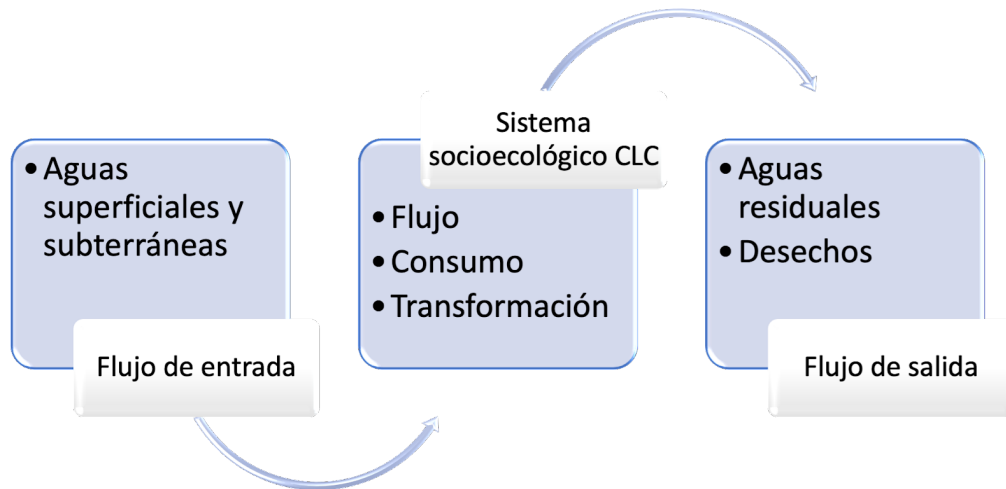 • Aguas
superficiales y
subterráneas
Flujo de entrada
Sistema
socioecológico CLC
• Flujo
• Consumo
• Transformación
• Aguas
residuales
• Desechos
Flujo de salida